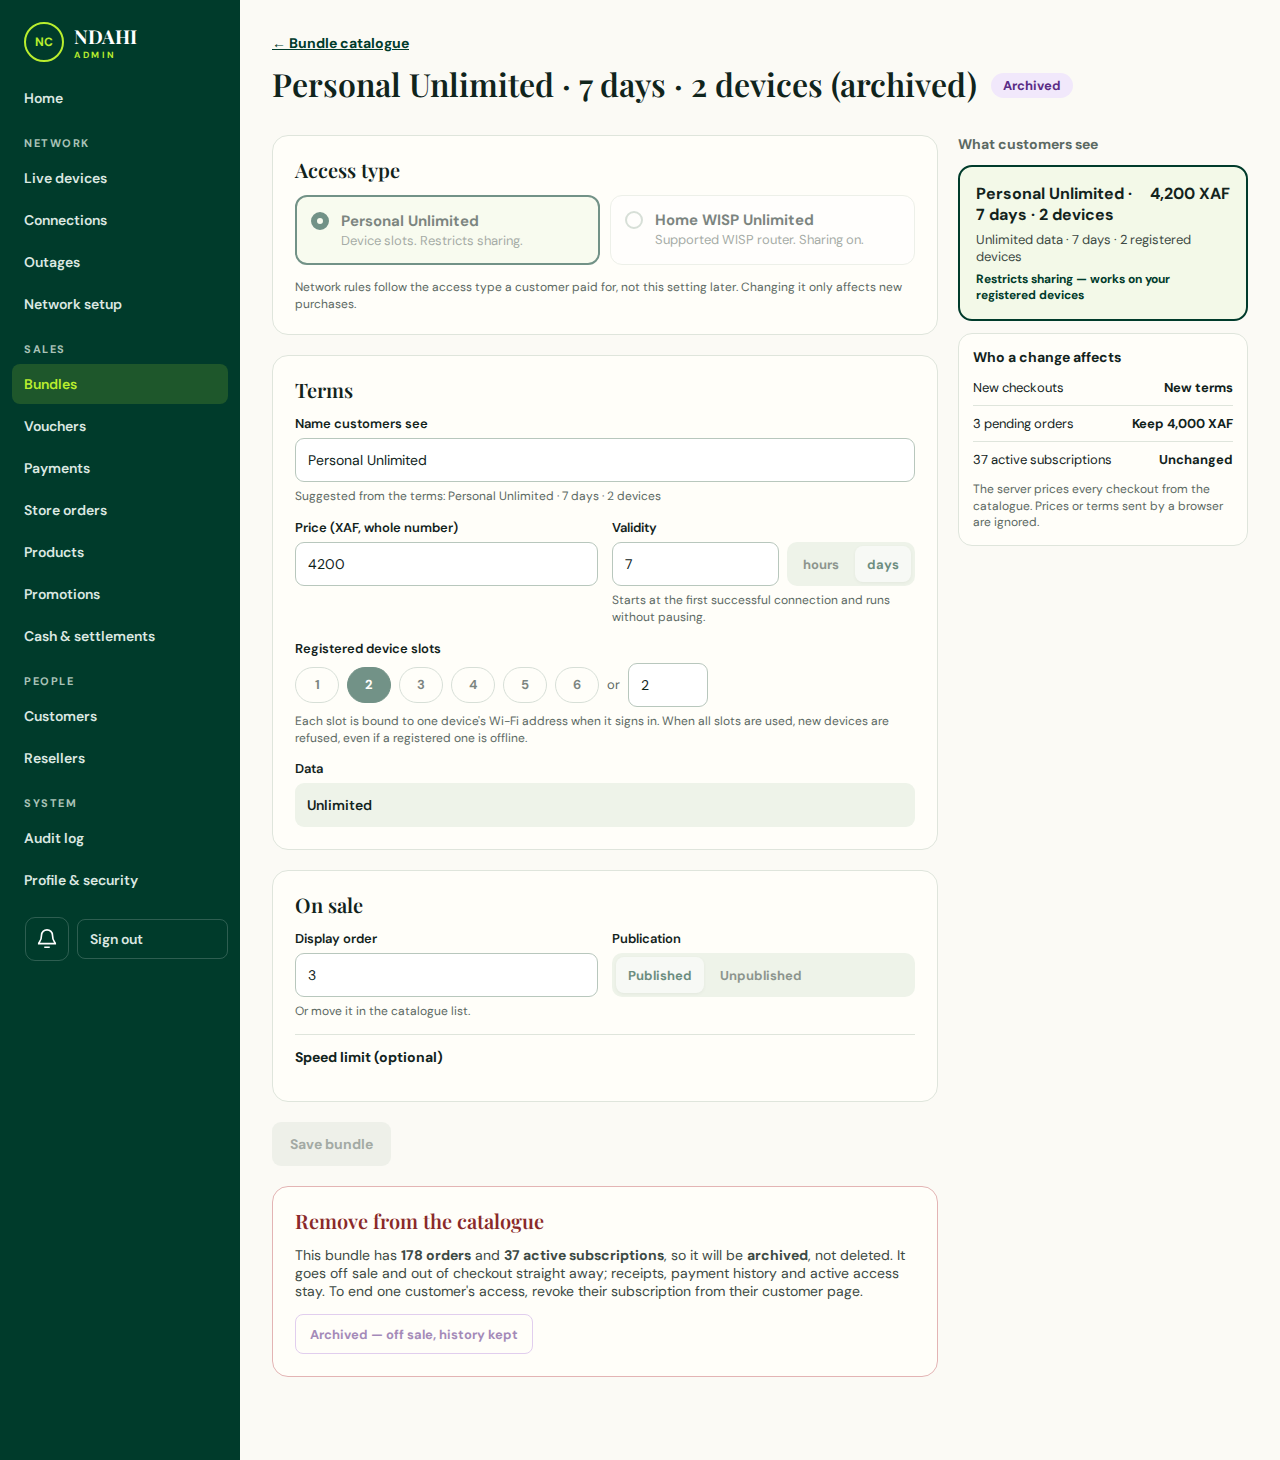 NC
NDAHI
ADMIN
Home
NETWORK
Live devices
Connections
Outages
Network setup
SALES
Bundles
Vouchers
Payments
Store orders
Products
Promotions
Cash & settlements
PEOPLE
Customers
Resellers
SYSTEM
Audit log
Profile & security
Sign out
← Bundle catalogue
Personal Unlimited · 7 days · 2 devices (archived)
Archived
Access type
Personal Unlimited
Device slots. Restricts sharing.
Home WISP Unlimited
Supported WISP router. Sharing on.
Network rules follow the access type a customer paid for, not this setting later. Changing it only affects new
purchases.
Terms
Name customers see
Personal Unlimited
Suggested from the terms: Personal Unlimited · 7 days · 2 devices
Price (XAF, whole number)
4200
Validity
7
hours
days
Starts at the first successful connection and runs
without pausing.
Registered device slots
1
2
3
4
5
6
or
2
Each slot is bound to one device's Wi-Fi address when it signs in. When all slots are used, new devices are
refused, even if a registered one is offline.
Data
Unlimited
On sale
Display order
3
Or move it in the catalogue list.
Publication
Published
Unpublished
Speed limit (optional)
Save bundle
Remove from the catalogue
This bundle has 178 orders and 37 active subscriptions, so it will be archived, not deleted. It
goes off sale and out of checkout straight away; receipts, payment history and active access
stay. To end one customer's access, revoke their subscription from their customer page.
Archived — off sale, history kept
What customers see
Personal Unlimited · 4,200 XAF
7 days · 2 devices
Unlimited data · 7 days · 2 registered
devices
Restricts sharing — works on your
registered devices
Who a change affects
New checkouts New terms
3 pending orders Keep 4,000 XAF
37 active subscriptions Unchanged
The server prices every checkout from the
catalogue. Prices or terms sent by a browser
are ignored.